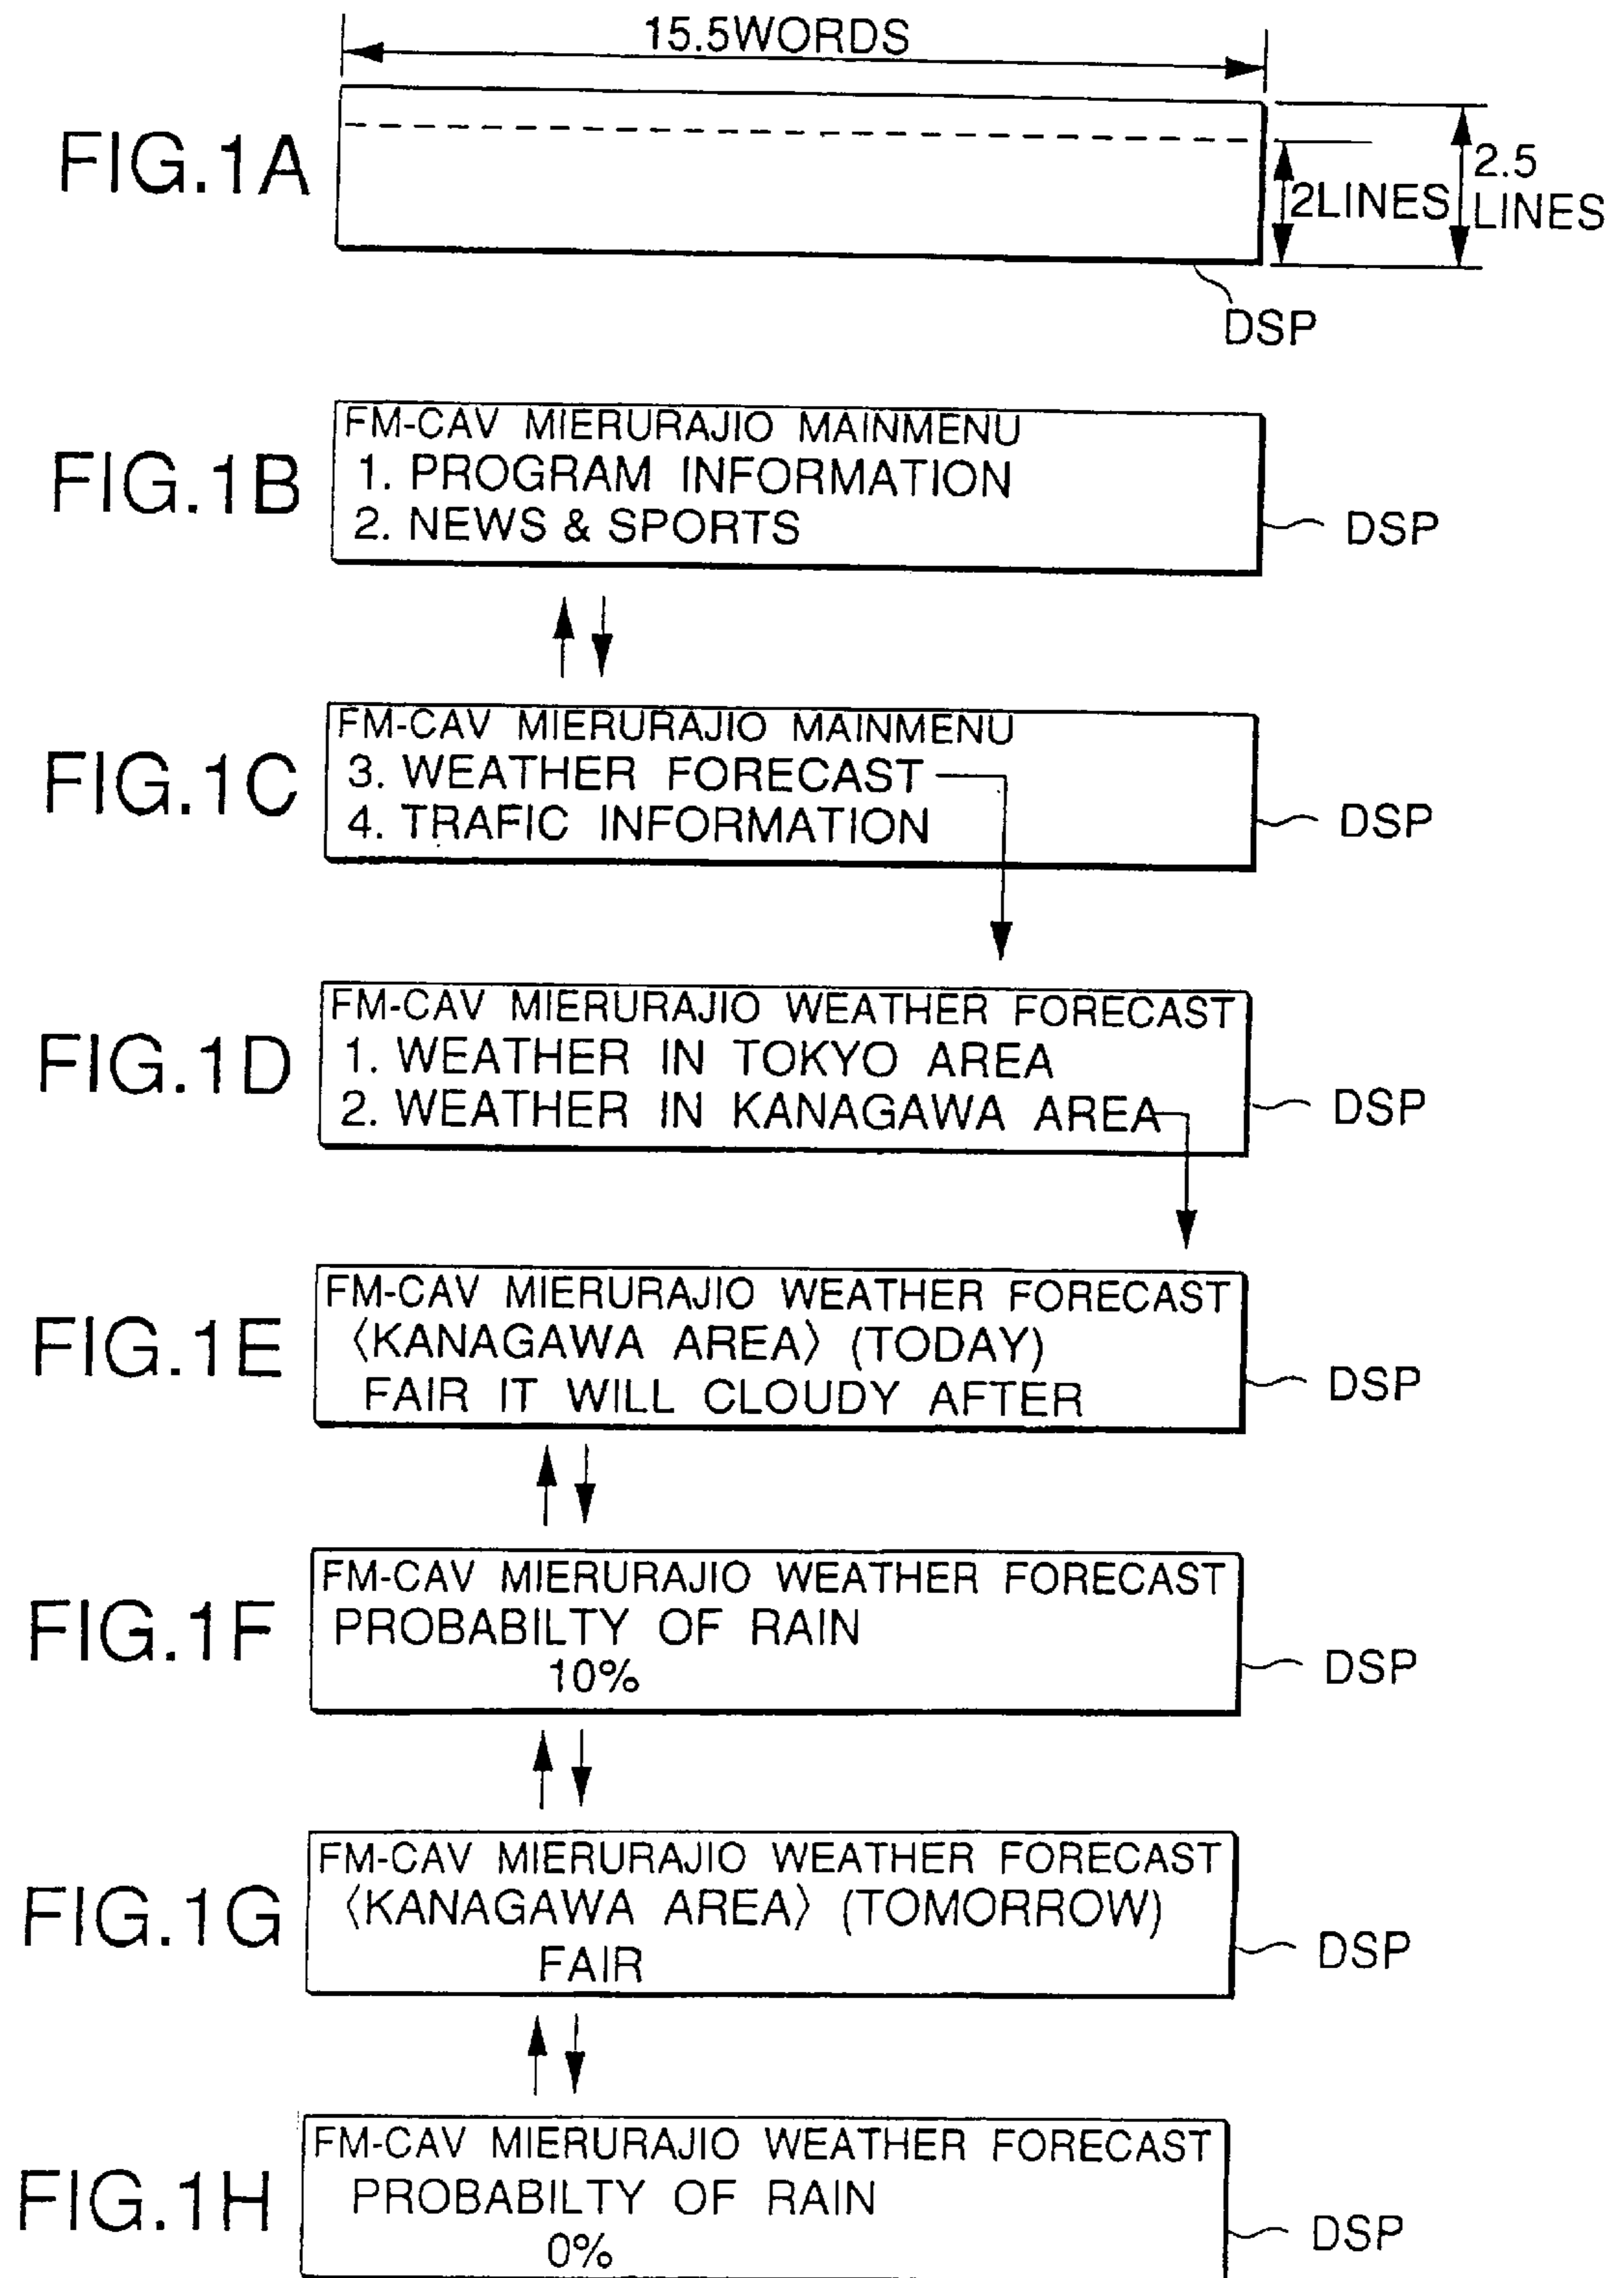 15.5WORDS
FIG.1A
2LINES
2.5
LINES
DSP
FIG.1B
FM-CAV MIERURAJIO MAINMENU
1. PROGRAM INFORMATION
2. NEWS & SPORTS
DSP
FIG.1C
FM-CAV MIERURAJIO MAINMENU
3. WEATHER FORECAST
4. TRAFIC INFORMATION
DSP
FIG.1D
FM-CAV MIERURAJIO WEATHER FORECAST
1. WEATHER IN TOKYO AREA
2. WEATHER IN KANAGAWA AREA
DSP
FIG.1E
FM-CAV MIERURAJIO WEATHER FORECAST
〈KANAGAWA AREA〉 (TODAY)
FAIR IT WILL CLOUDY AFTER
DSP
FIG.1F
FM-CAV MIERURAJIO WEATHER FORECAST
PROBABILTY OF RAIN
10%
DSP
FIG.1G
FM-CAV MIERURAJIO WEATHER FORECAST
〈KANAGAWA AREA〉 (TOMORROW)
FAIR
DSP
FIG.1H
FM-CAV MIERURAJIO WEATHER FORECAST
PROBABILTY OF RAIN
0%
DSP